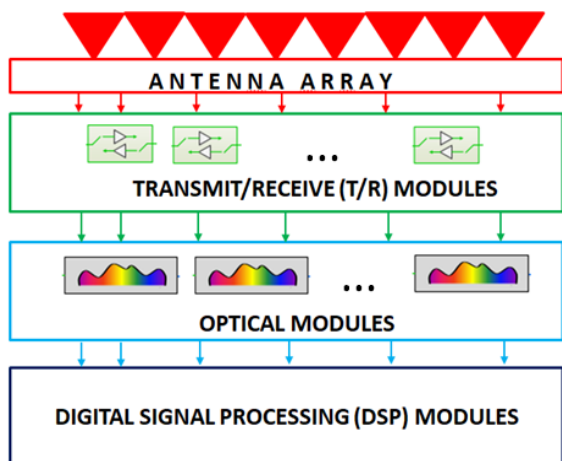 ANTENNA ARRAY
...
TRANSMIT/RECEIVE (T/R) MODULES
...
OPTICAL MODULES
DIGITAL SIGNAL PROCESSING (DSP) MODULES